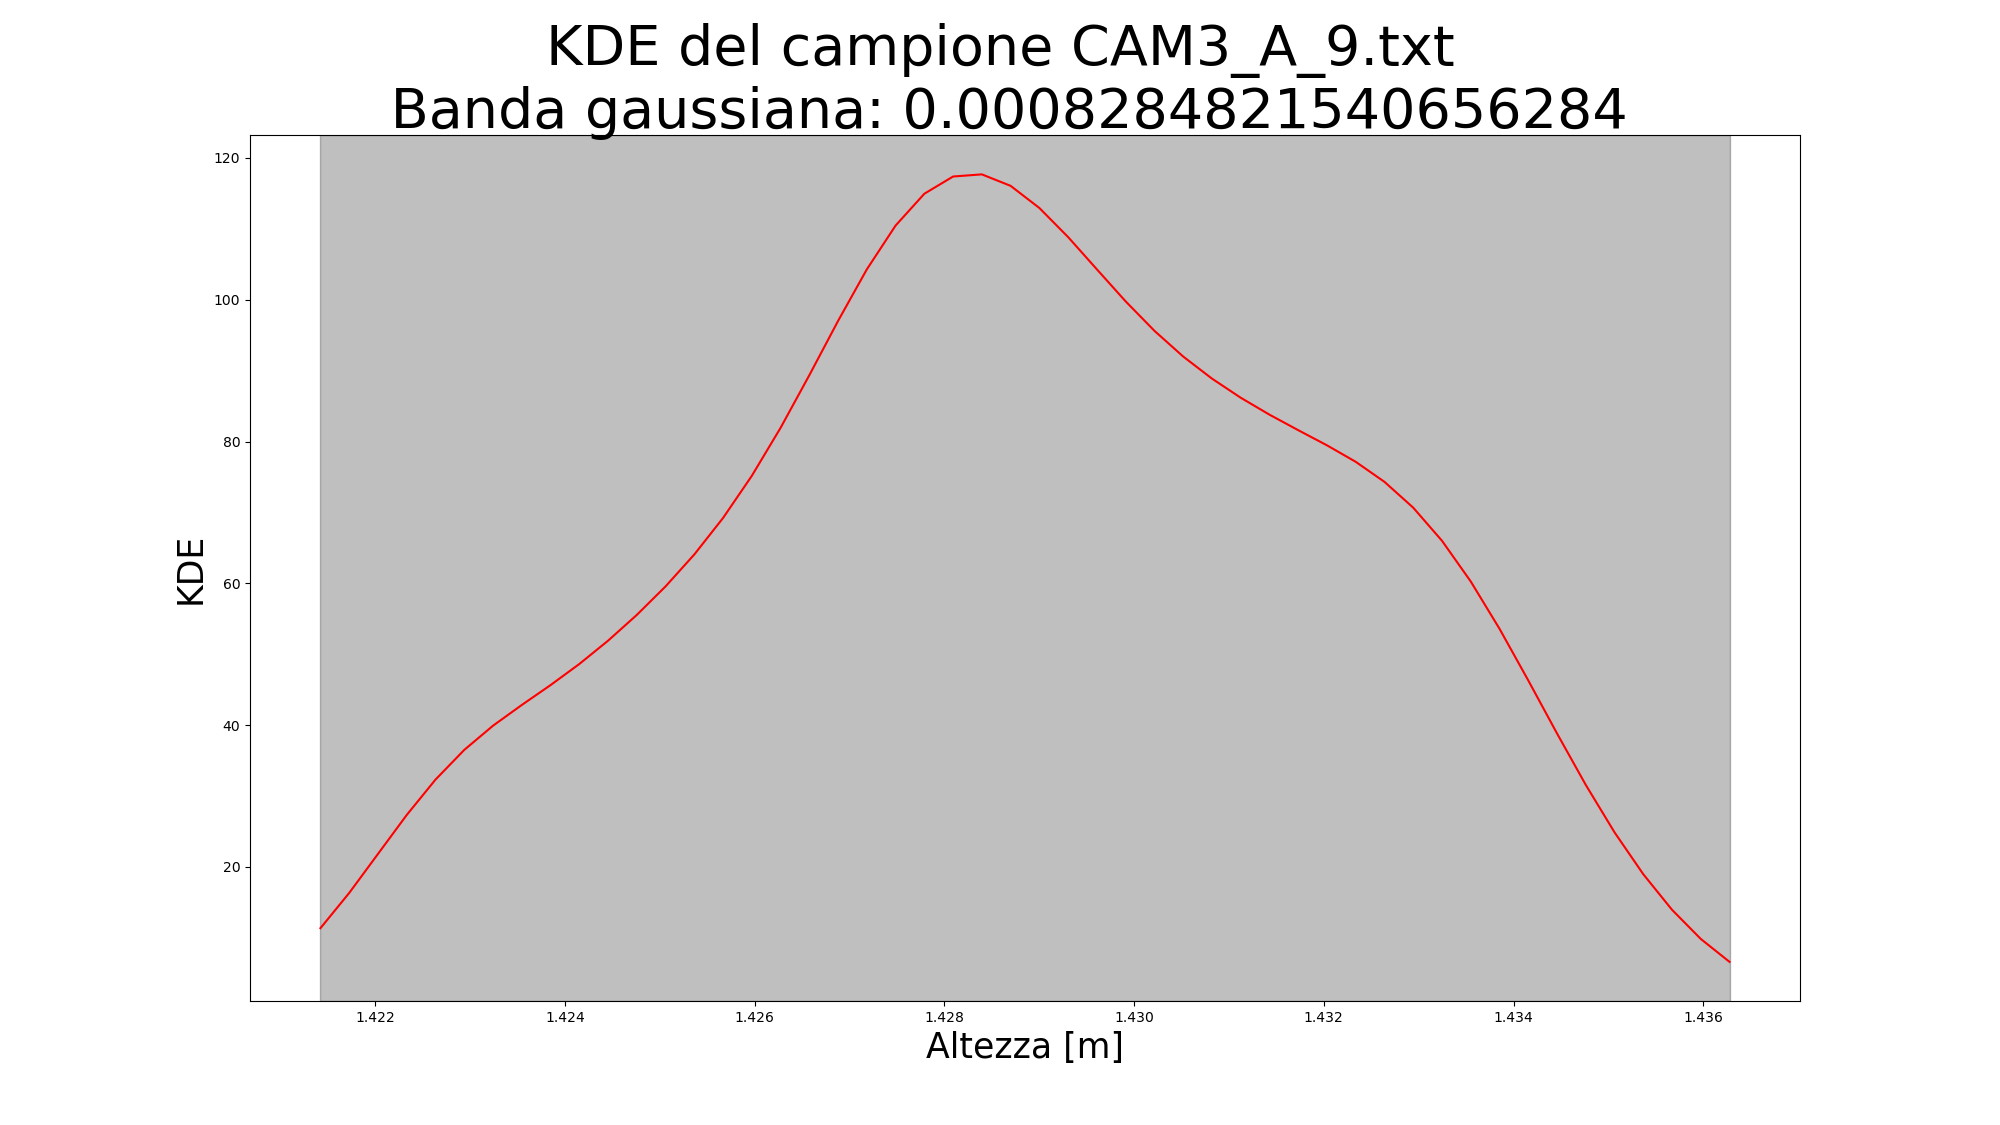 KDE del campione CAM3_A_9.txt
Banda gaussiana: 0.0008284821540656284
120
100
80
60
40
20
KDE
1.422 1.424 1.426 1.428 1.430 1.432 1.434 1.436
Altezza [m]